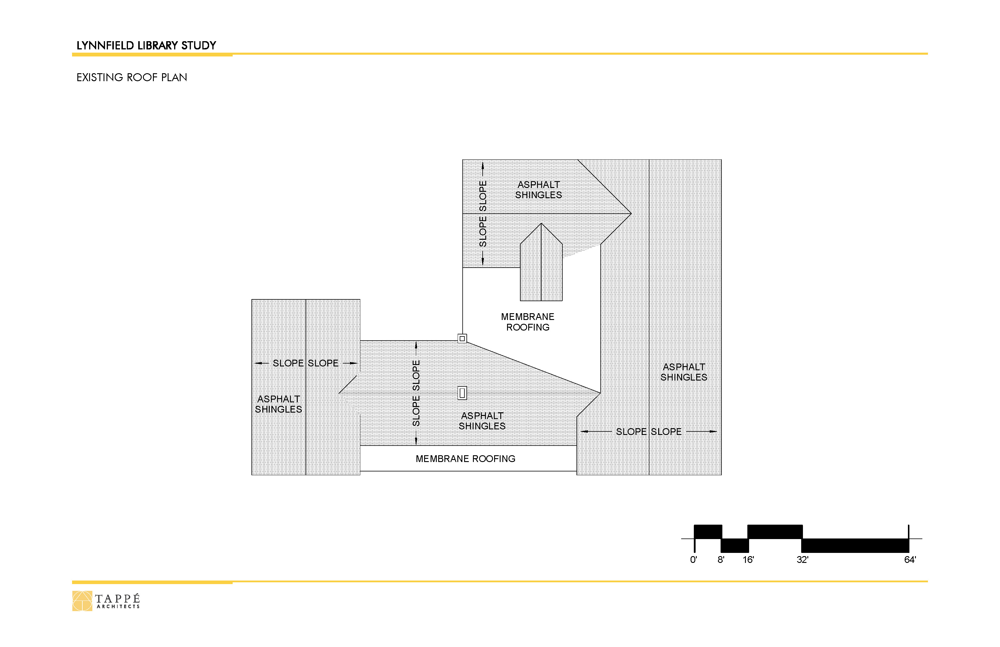 LYNNFIELD LIBRARY STUDY
EXISTING ROOF PLAN
ASPHALT
SHINGLES
SLOPE SLOPE
MEMBRANE
ROOFING
SLOPE SLOPE
SLOPE SLOPE
ASPHALT
SHINGLES
ASPHALT
SHINGLES
ASPHALT
SHINGLES
SLOPE SLOPE
MEMBRANE ROOFING
0' 8' 16' 32' 64'
TAPPÉ
ARCHITECTS